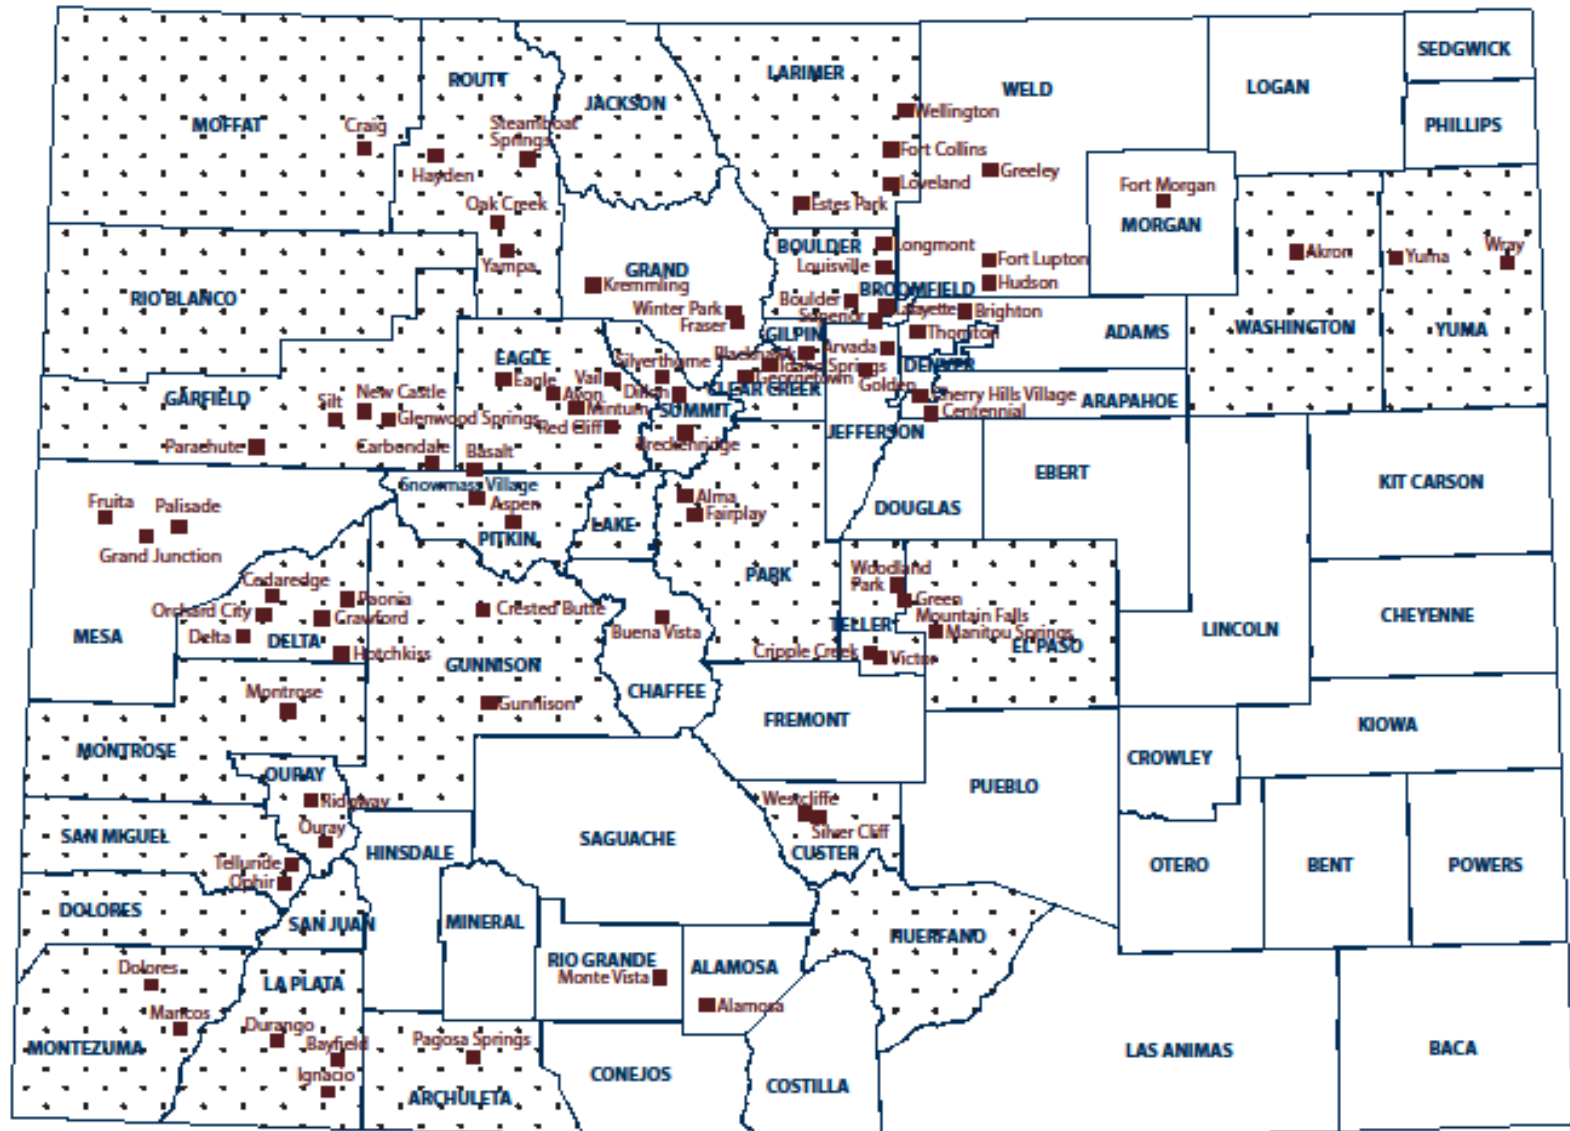 SEDGWICK
LARIMER
ROUTT
WELD
LOGAN
JACKSON
Wellington
MOFFAT
Craig
Steamboat
Springs
PHILLIPS
Fort Collins
Hayden
Greeley
Loveland
Fort Morgan
Estes Park
Oak Creek
MORGAN
BOULDER
Longmont
Akron
Yuma
Wray
Yampa
Louisville
Fort Lupton
GRAND
Kremmling
Hudson
BROOMFIELD
RIO BLANCO
Boulder
Lafayette
Winter Park
Superior
Brighton
Fraser
GILPIN
Thornton
ADAMS
WASHINGTON
YUMA
EAGLE
Silverthorne
Blackhawk
Arvada
Idaho Springs
DENVER
Eagle
Vail
Georgetown
Golden
Dillon
CLEAR CREEK
Avon
Cherry Hills Village
ARAPAHOE
GARFIELD
New Castle
Silt
Minturn
SUMMIT
Centennial
Glenwood Springs
Red Cliff
JEFFERSON
Parachute
Carbondale
Basalt
Breckenridge
EBERT
KIT CARSON
Snowmass Village
Aspen
Alma
Fairplay
DOUGLAS
Fruita
Palisade
LAKE
PITKIN
Grand Junction
Woodland
Park
PARK
Cedaredge
Paonia
Green
Mountain Falls
Orchard City
Crawford
Crested Butte
Buena Vista
TELLER
Manitou Springs
CHEYENNE
MESA
Delta
DELTA
EL PASO
LINCOLN
Hotchkiss
Cripple Creek
Victor
GUNNISON
Montrose
CHAFFEE
Gunnison
FREMONT
KIOWA
MONTROSE
CROWLEY
OURAY
PUEBLO
Ridgway
Westcliffe
Ouray
Silver Cliff
SAN MIGUEL
SAGUACHE
HINSDALE
CUSTER
Telluride
OTERO
BENT
POWERS
Ophir
DOLORES
SAN JUAN
MINERAL
HUERFANO
Dolores
RIO GRANDE
Monte Vista
ALAMOSA
LA PLATA
Alamosa
Mancos
Durango
Pagosa Springs
Bayfield
MONTEZUMA
LAS ANIMAS
BACA
Ignacio
CONEJOS
COSTILLA
ARCHULETA